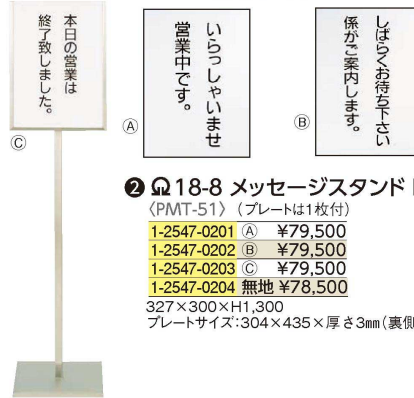 本日の営業は
終了致しました。
Ⓒ
Ⓐ
いらっしゃいませ
営業中です。
Ⓑ
しばらくお待ち下さい
係がご案内します。
❷ 18-8 メッセージスタンド
〈PMT-51〉（プレートは1枚付）
1-2547-0201 Ⓐ ¥79,500
1-2547-0202 Ⓑ ¥79,500
1-2547-0203 Ⓒ ¥79,500
1-2547-0204 無地 ¥78,500
327×300×H1,300
プレートサイズ：304×435×厚さ3㎜（裏側